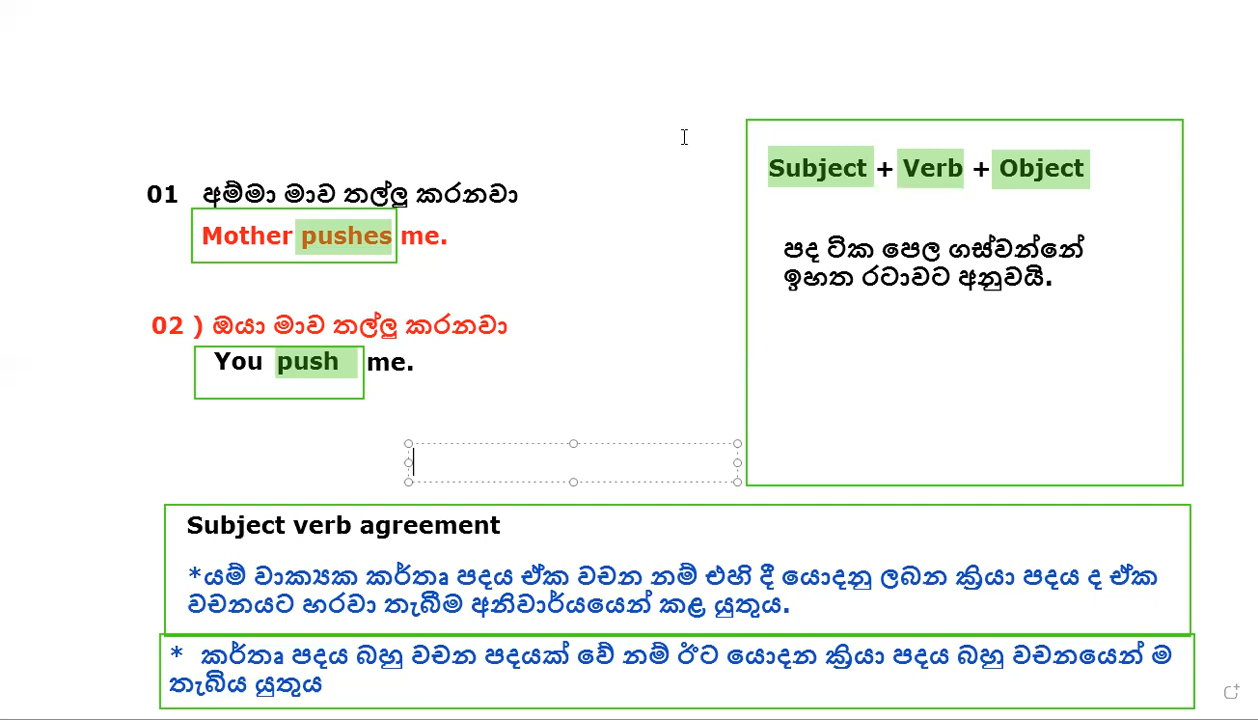 01 අම්මා මාව තල්ලු කරනවා
Mother pushes me.
02 ) ඔයා මාව තල්ලු කරනවා
You push me.
Subject + Verb + Object
පද ටික පෙල ගස්වන්නේ
ඉහත රටාවට අනුවයි.
Subject verb agreement
*යම් වාක්‍යක කර්තෘ පදය ඒක වචන නම් එහි දී යොදනු ලබන ක්‍රියා පදය ද ඒක
වචනයට හරවා තැබීම අනිවාර්යයෙන් කළ යුතුය.
* කර්තෘ පදය බහු වචන පදයක් වේ නම් ඊට යොදන ක්‍රියා පදය බහු වචනයෙන් ම
තැබිය යුතුය